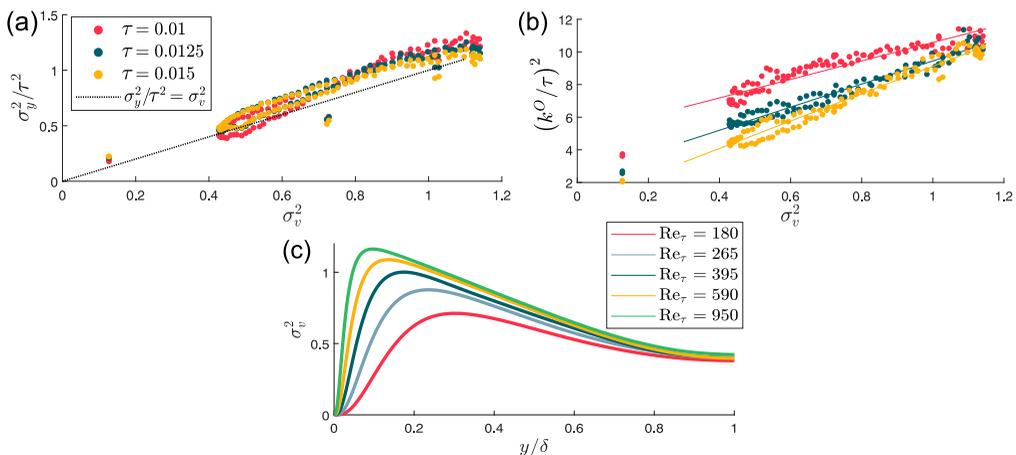 (a)
1.5
1
0.5
0
0
0.2
0.4
0.6
0.8
1
1.2
σ_y^2/τ^2
σ_v^2
τ = 0.01
τ = 0.0125
τ = 0.015
σ_y^2/τ^2 = σ_v^2
(b)
12
10
8
6
4
2
0
0.2
0.4
0.6
0.8
1
1.2
(k^O/τ)^2
σ_v^2
(c)
1
0.5
0
0
0.2
0.4
0.6
0.8
1
σ_v^2
y/δ
Re_τ = 180
Re_τ = 265
Re_τ = 395
Re_τ = 590
Re_τ = 950